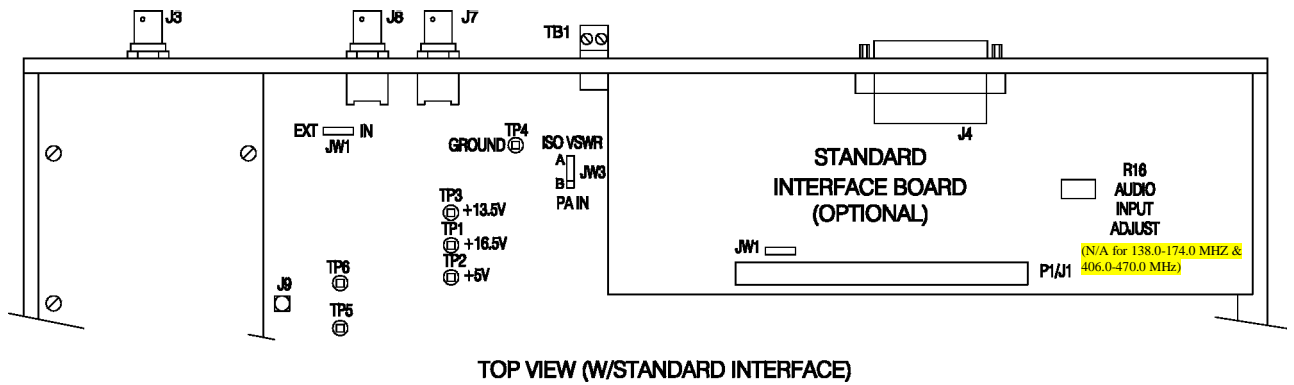 J3
J6
J7
TB1
EXT
IN
JW1
TP4
GROUND
ISO VSWR
A
JW3
B
PA IN
TP3
+13.5V
TP1
+16.5V
TP2
+5V
TP6
J9
TP5
J4
STANDARD
INTERFACE BOARD
(OPTIONAL)
R16
AUDIO
INPUT
ADJUST
(N/A for 138.0-174.0 MHZ &
406.0-470.0 MHz)
JW1
P1/J1
TOP VIEW (W/STANDARD INTERFACE)